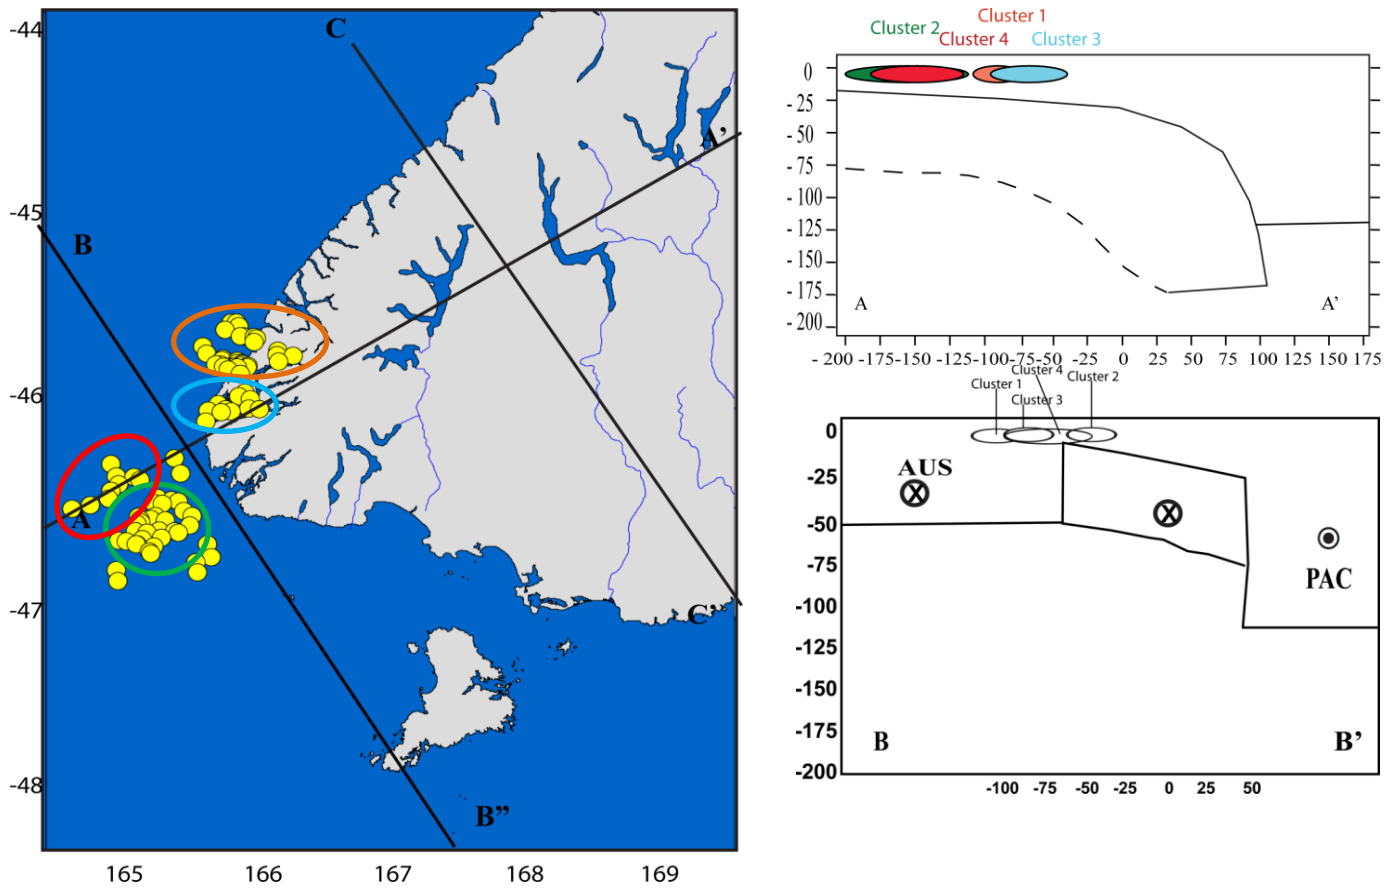 -44
-45
-46
-47
-48
165
166
167
168
169
C
A'
B
A
C'
B"
Cluster 2
Cluster 1
Cluster 4
Cluster 3
0
-25
-50
-75
-100
-125
-150
-175
-200
A
A'
-200 -175 -150 -125 -100 -75 -50 -25 0 25 50 75 100 125 150 175
Cluster 1
Cluster 3
Cluster 4
Cluster 2
0
-25
-50
-75
-100
-125
-150
-175
-200
AUS
X
X
PAC
B
B'
-100 -75 -50 -25 0 25 50